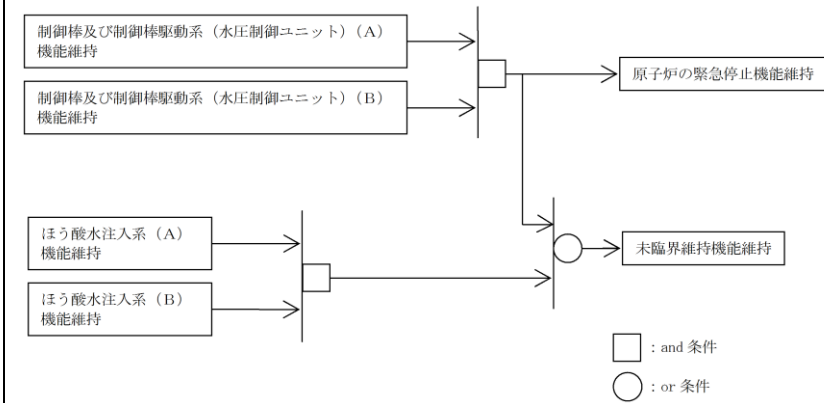 制御棒及び制御棒駆動系（水圧制御ユニット）（A）
機能維持
原子炉の緊急停止機能維持
制御棒及び制御棒駆動系（水圧制御ユニット）（B）
機能維持
ほう酸水注入系（A）
機能維持
未臨界維持機能維持
ほう酸水注入系（B）
機能維持
：and 条件
：or 条件